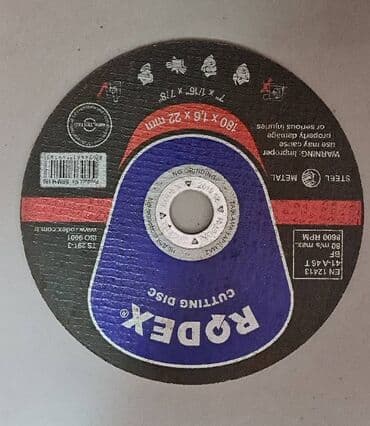 RODEX®
CUTTING DISC
EN 12413
41-A 46 T
BF
80 m/s max.
8600 RPM
TS 291-3
ISO 9001
www.rodex.com
STEEL METAL
WARNING: Improper
use may cause
property damage
or serious injuries
180 x 1,6 x 22 mm
7" x 1/16" x 7/8"